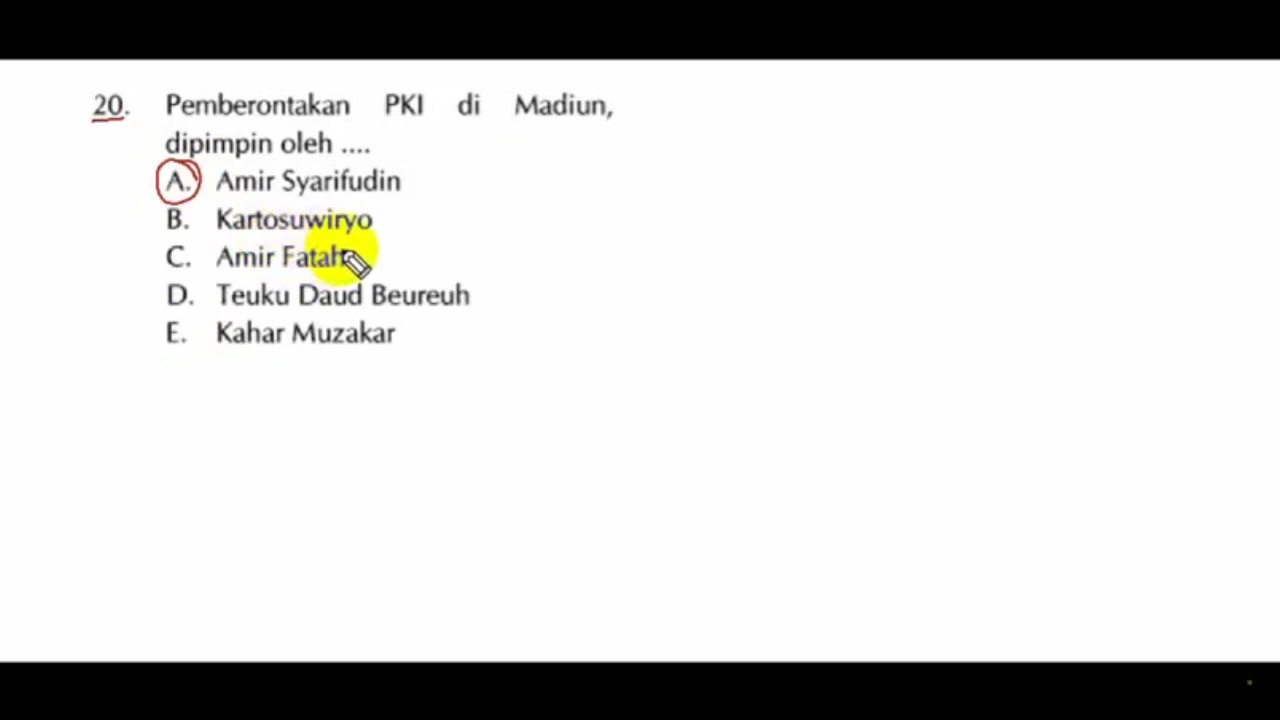 20. Pemberontakan PKI di Madiun,
dipimpin oleh ....
A. Amir Syarifudin
B. Kartosuwiryo
C. Amir Fatah
D. Teuku Daud Beureuh
E. Kahar Muzakar